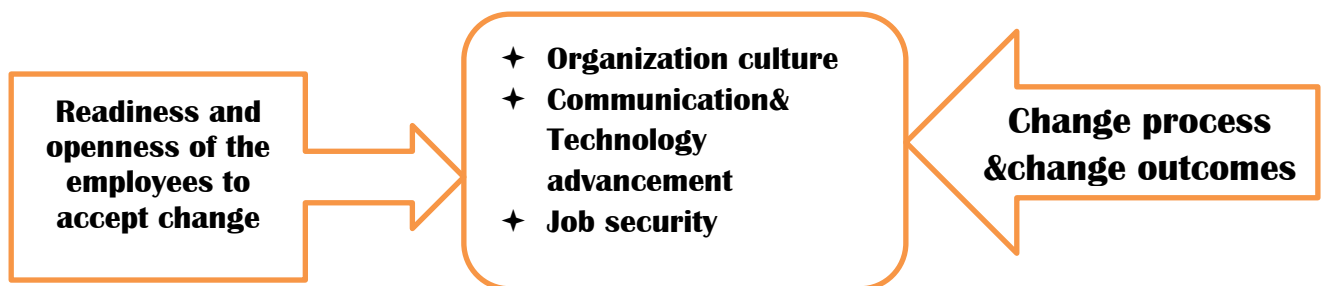 Readiness and
openness of the
employees to
accept change
✦ Organization culture
✦ Communication&
Technology
advancement
✦ Job security
Change process
&change outcomes